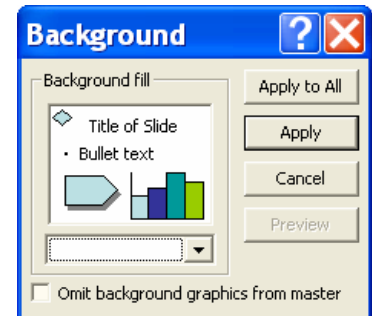 Background
Background fill
Title of Slide
• Bullet text
Apply to All
Apply
Cancel
Preview
Omit background graphics from master